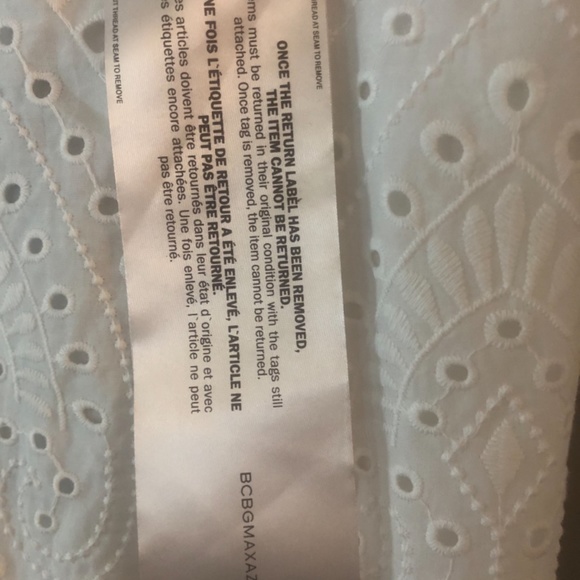 READ AT SEAM TO REMOVE
ONCE THE RETURN LABEL HAS BEEN REMOVED,
THE ITEM CANNOT BE RETURNED.
must be returned in their original condition with the tags still
attached. Once tag is removed, the item cannot be returned.
NE FOIS L'ÉTIQUETTE DE RETOUR A ÉTÉ ENLEVÉ, L'ARTICLE NE
PEUT PAS ÊTRE RETOURNÉ.
es articles doivent être retournés dans leur état d'origine et avec
s étiquettes encore attachées. Une fois enlevé, l'article ne peut
pas être retourné.
THREAD AT SEAM TO REMOVE
BCBGMAXAZ